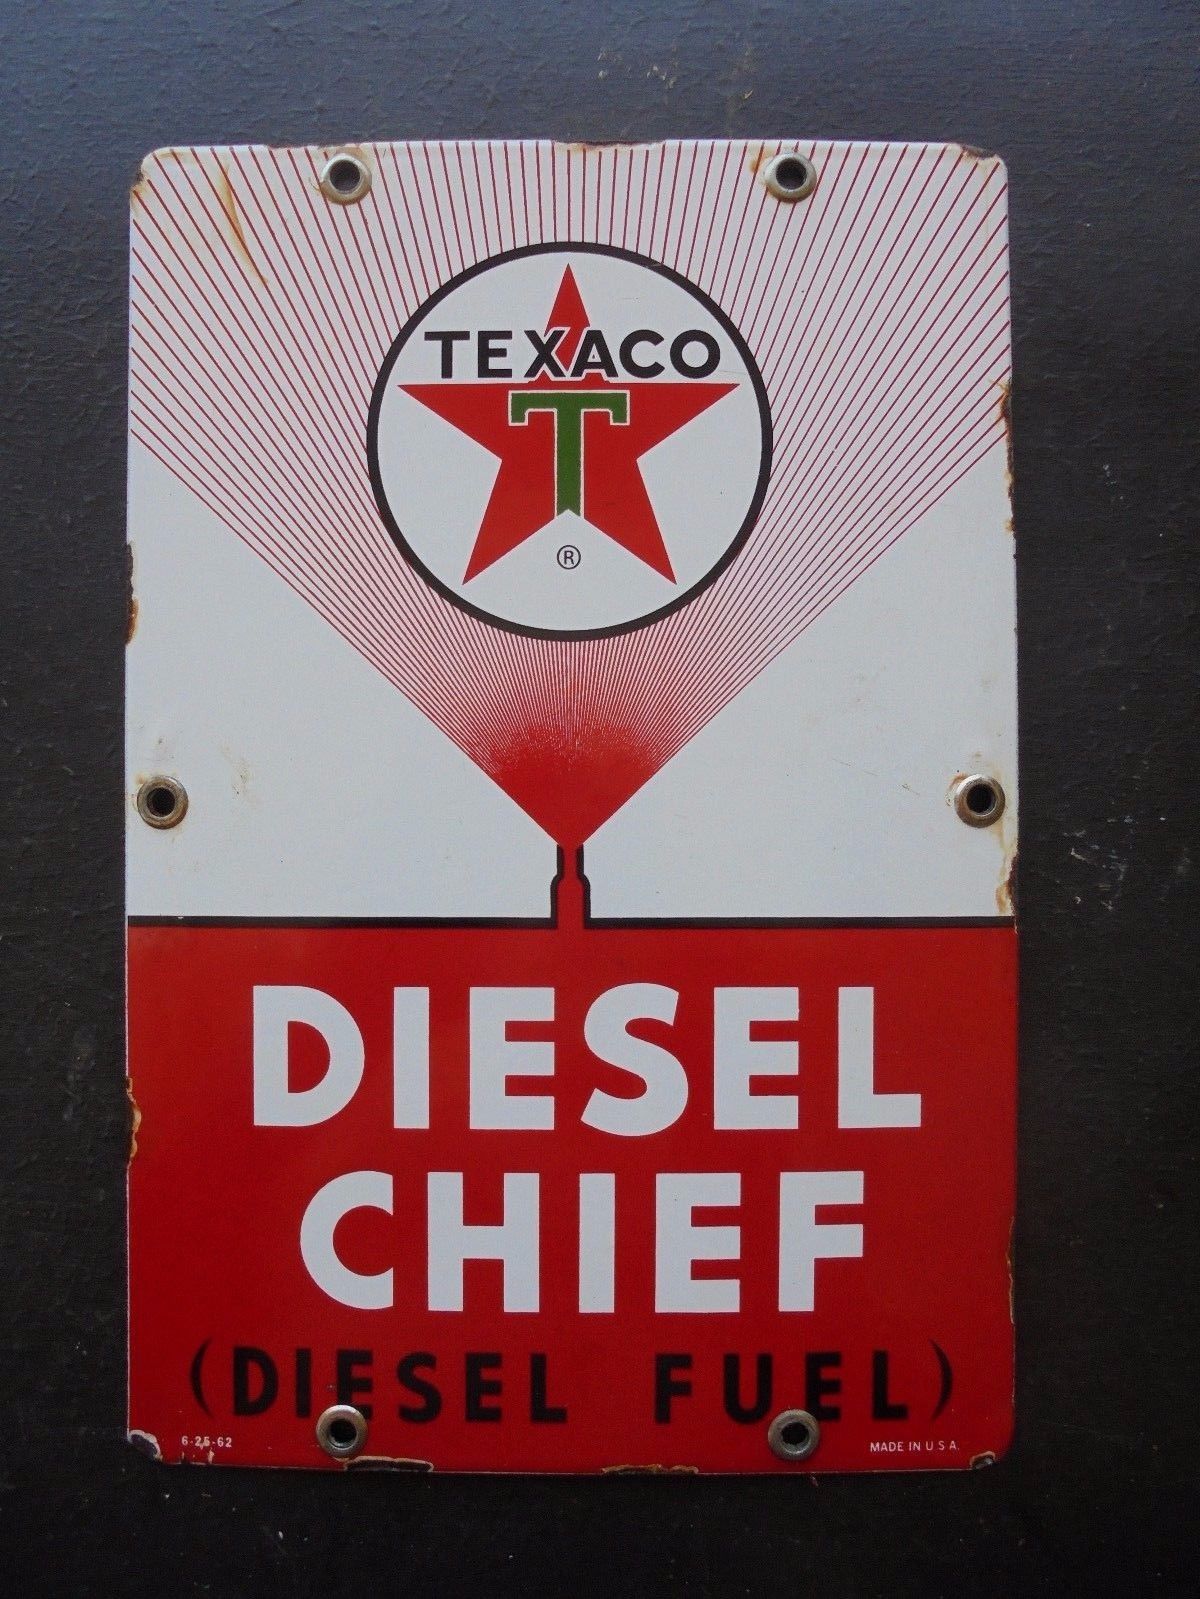 TEXACO
T
®
DIESEL
CHIEF
(DIESEL FUEL)
6-25-62
MADE IN U S A.